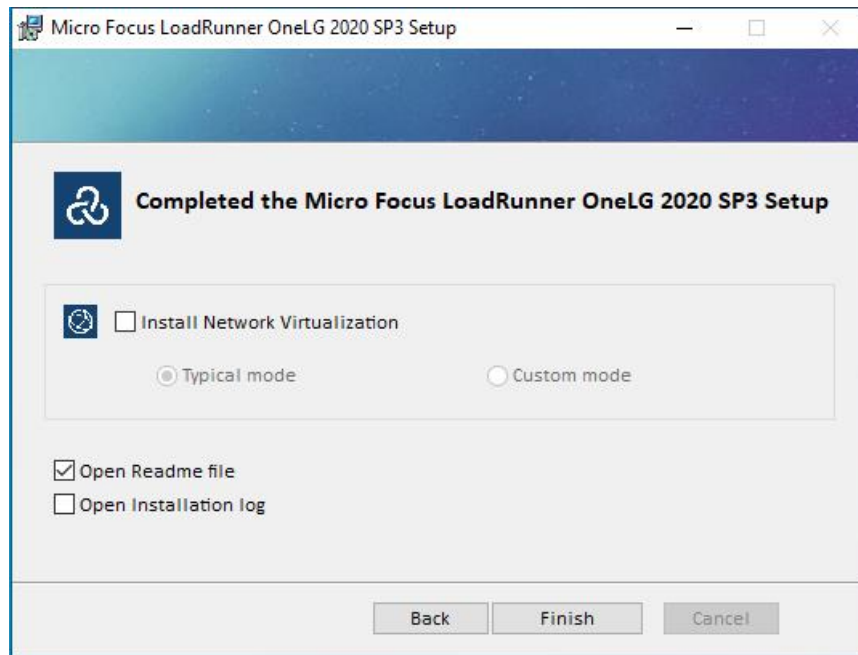 Micro Focus LoadRunner OneLG 2020 SP3 Setup
Completed the Micro Focus LoadRunner OneLG 2020 SP3 Setup
Install Network Virtualization
Typical mode Custom mode
Open Readme file
Open Installation log
Back Finish Cancel